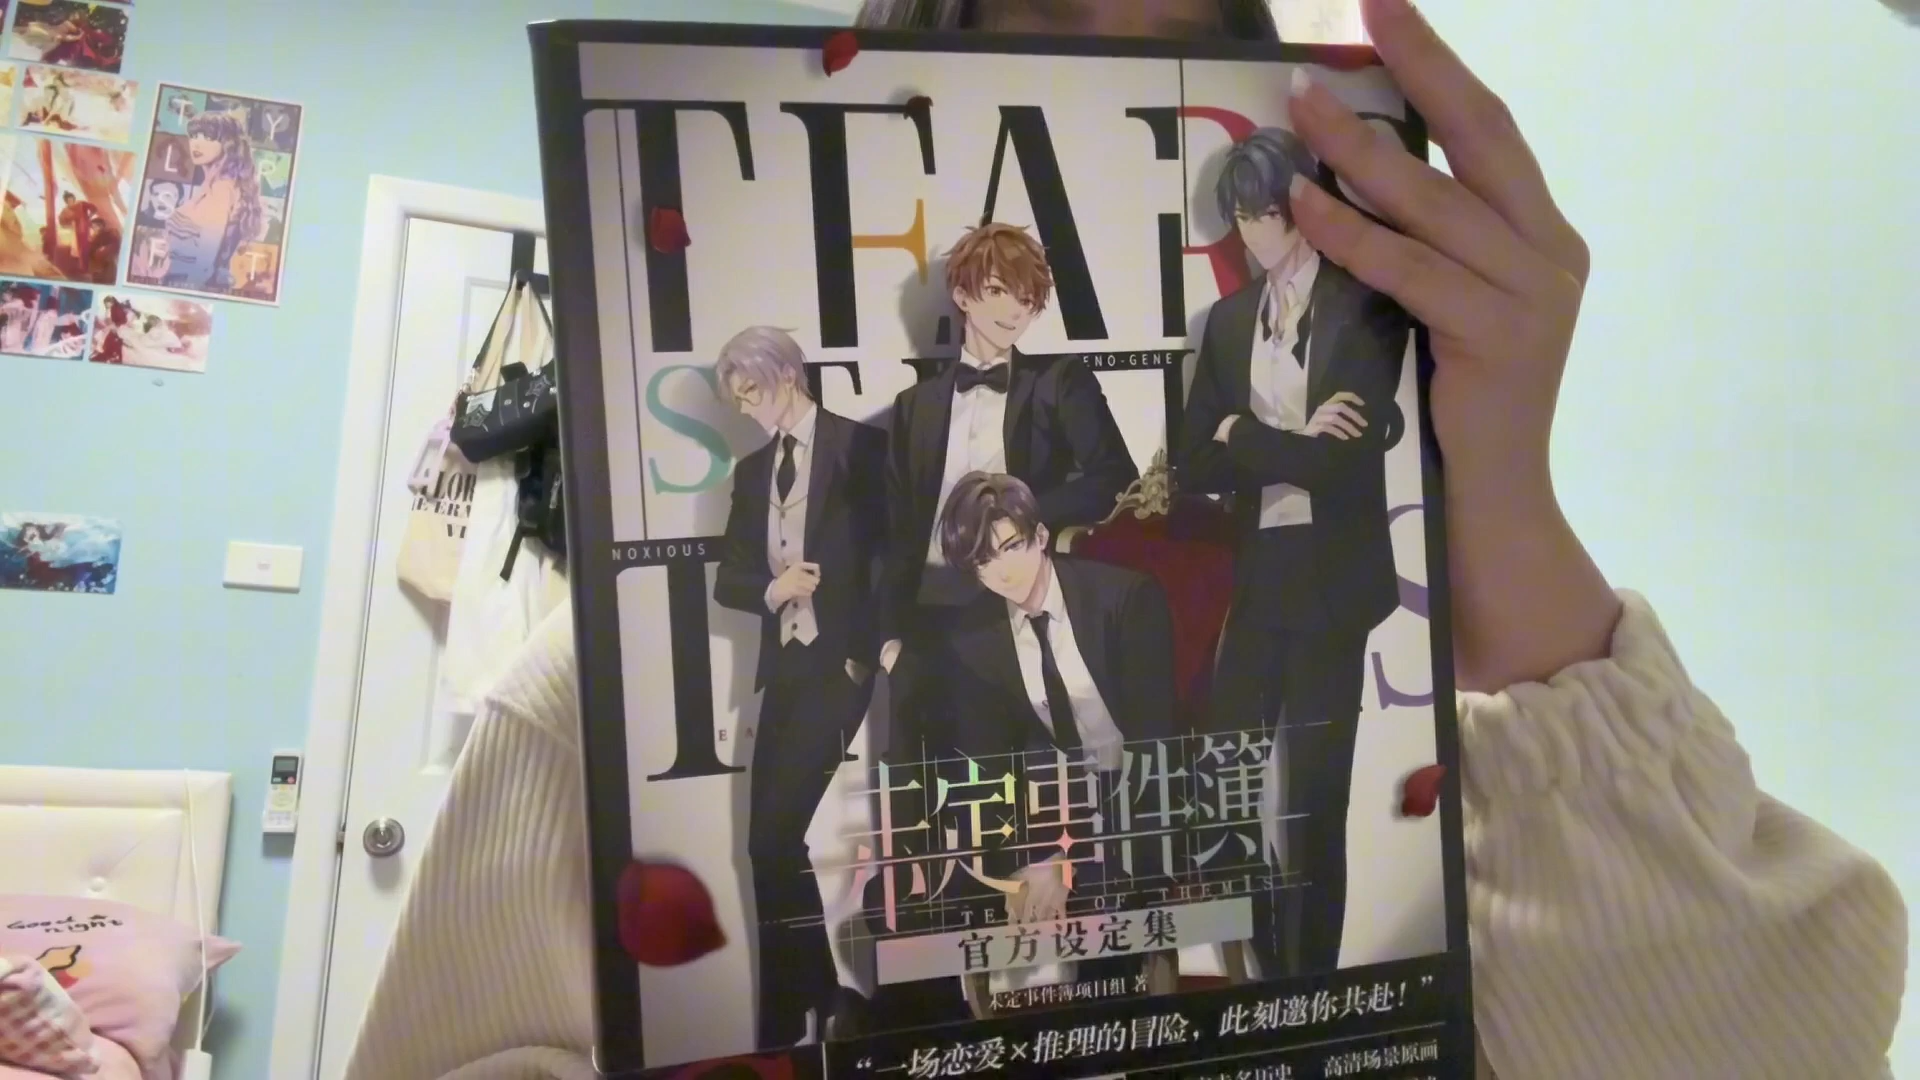 TEARS
ENO-GENE
S
NOXIOUS
T
S
S
未定事件簿
TEARS OF THEMIS
官方设定集
未定事件簿项目组 著
“一场恋爱×推理的冒险，此刻邀你共赴！”
高清场景原画
T
Y
L
R
F
T
Good night